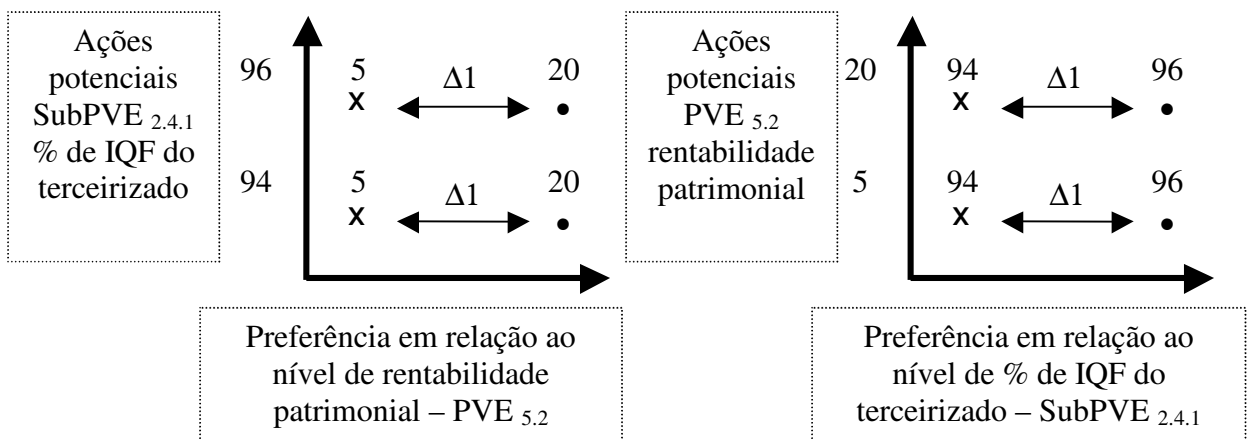 Ações
potenciais
SubPVE 2.4.1
% de IQF do
terceirizado
96
5
Δ1
20
x
•
94
5
Δ1
20
x
•
Preferência em relação ao
nível de rentabilidade
patrimonial – PVE 5.2
Ações
potenciais
PVE 5.2
rentabilidade
patrimonial
20
94
Δ1
96
x
•
5
94
Δ1
96
x
•
Preferência em relação ao
nível de % de IQF do
terceirizado – SubPVE 2.4.1